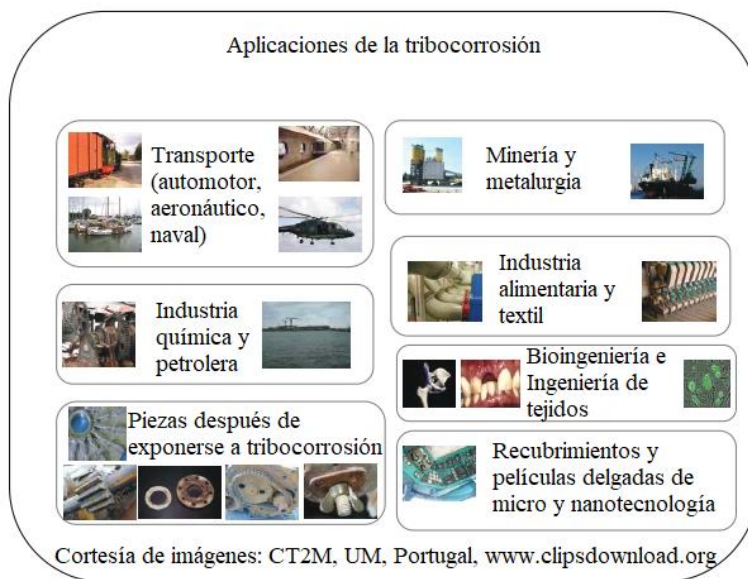 Aplicaciones de la tribocorrosión
Transporte
(automotor,
aeronáutico,
naval)
Minería y
metalurgia
Industria
química y
petrolera
Industria
alimentaria y
textil
Bioingeniería e
Ingeniería de
tejidos
Piezas después de
exponerse a tribocorrosión
Recubrimientos y
películas delgadas de
micro y nanotecnología
Cortesía de imágenes: CT2M, UM, Portugal, www.clipsdownload.org